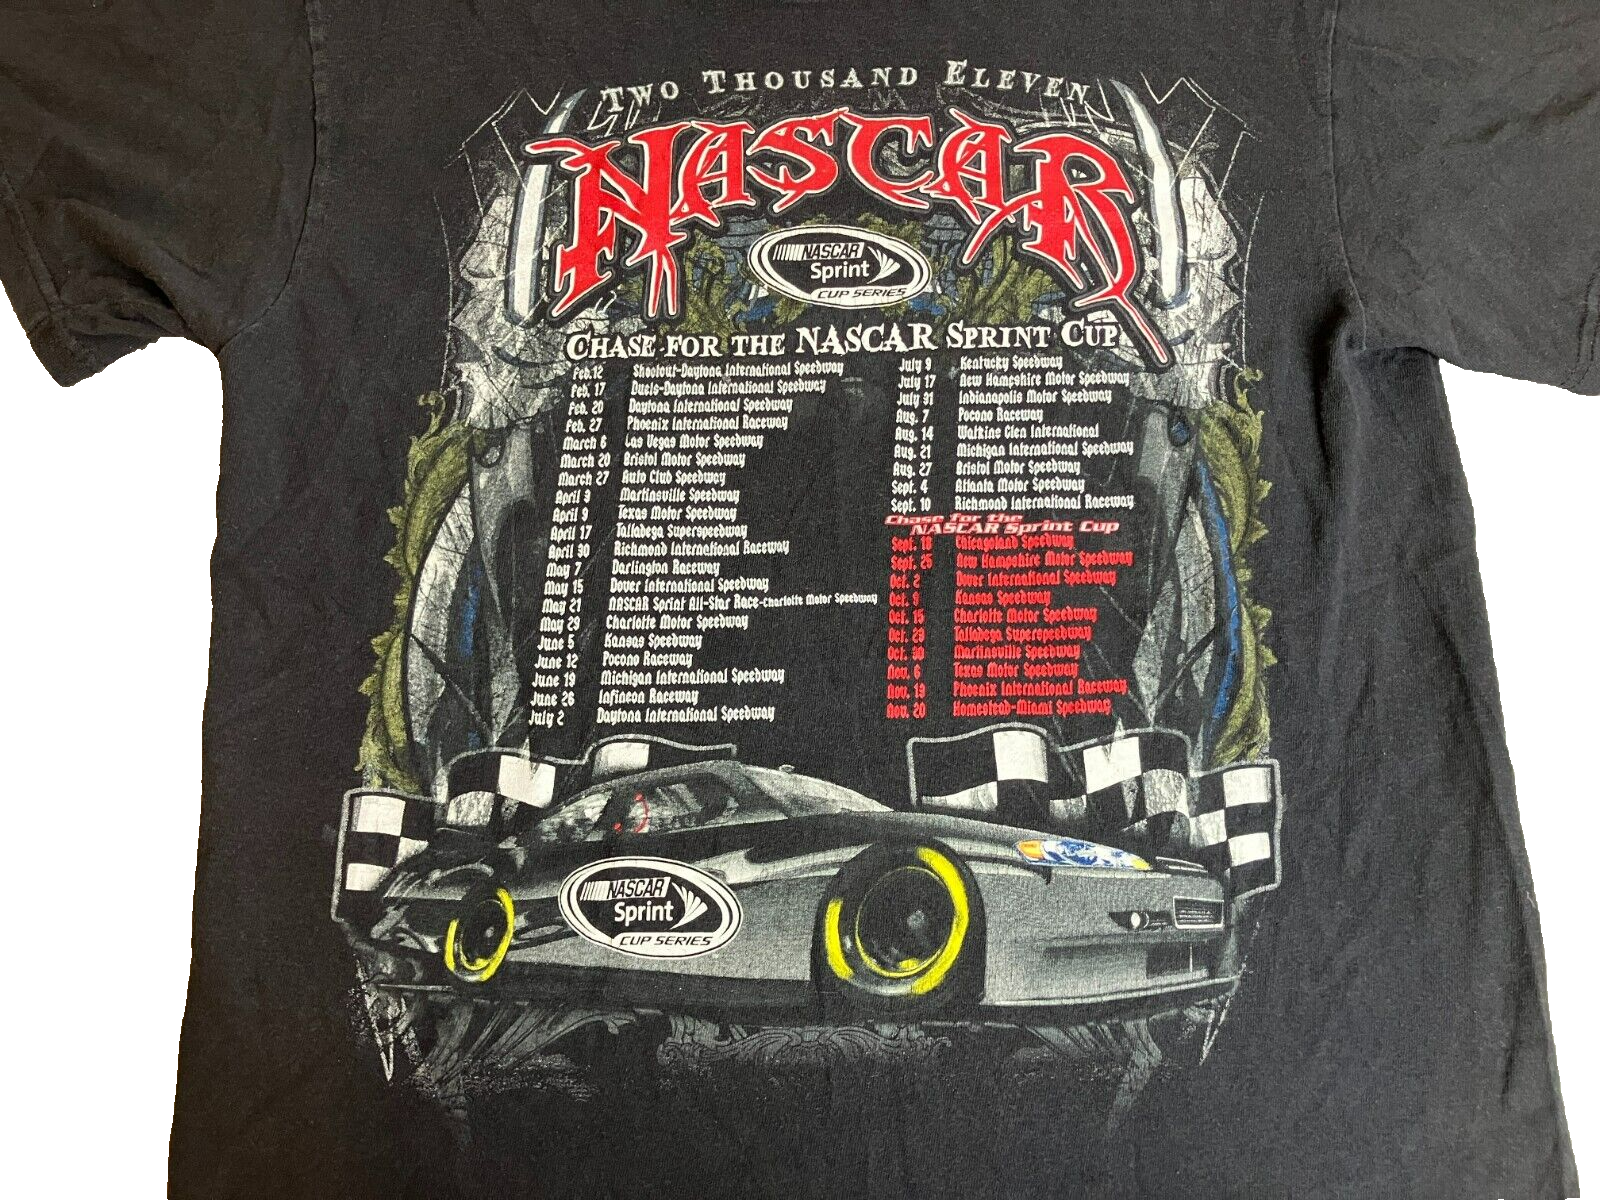 Two Thousand Eleven
NASCAR
NASCAR
Sprint
CUP SERIES
Chase for the NASCAR Sprint Cup
Feb. 12 Shootout-Daytona International Speedway
Feb. 17 Duels-Daytona International Speedway
Feb. 20 Daytona International Speedway
Feb. 27 Phoenix International Raceway
March 6 Las Vegas Motor Speedway
March 20 Bristol Motor Speedway
March 27 Auto Club Speedway
April 3 Martinsville Speedway
April 9 Texas Motor Speedway
April 17 Talladega Superspeedway
April 30 Richmond International Raceway
May 7 Darlington Raceway
May 15 Dover International Speedway
May 21 NASCAR Sprint All-Star Race-Charlotte Motor Speedway
May 29 Charlotte Motor Speedway
June 5 Kansas Speedway
June 12 Pocono Raceway
June 19 Michigan International Speedway
June 26 Infineon Raceway
July 2 Daytona International Speedway
July 9 Kentucky Speedway
July 17 New Hampshire Motor Speedway
July 31 Indianapolis Motor Speedway
Aug. 7 Pocono Raceway
Aug. 14 Watkins Glen International
Aug. 21 Michigan International Speedway
Aug. 27 Bristol Motor Speedway
Sept. 4 Atlanta Motor Speedway
Sept. 10 Richmond International Raceway
Chase for the
NASCAR Sprint Cup
Sept. 18 Chicagoland Speedway
Sept. 25 New Hampshire Motor Speedway
Oct. 2 Dover International Speedway
Oct. 9 Kansas Speedway
Oct. 15 Charlotte Motor Speedway
Oct. 23 Talladega Superspeedway
Oct. 30 Martinsville Speedway
Nov. 6 Texas Motor Speedway
Nov. 13 Phoenix International Raceway
Nov. 20 Homestead-Miami Speedway
NASCAR
Sprint
CUP SERIES